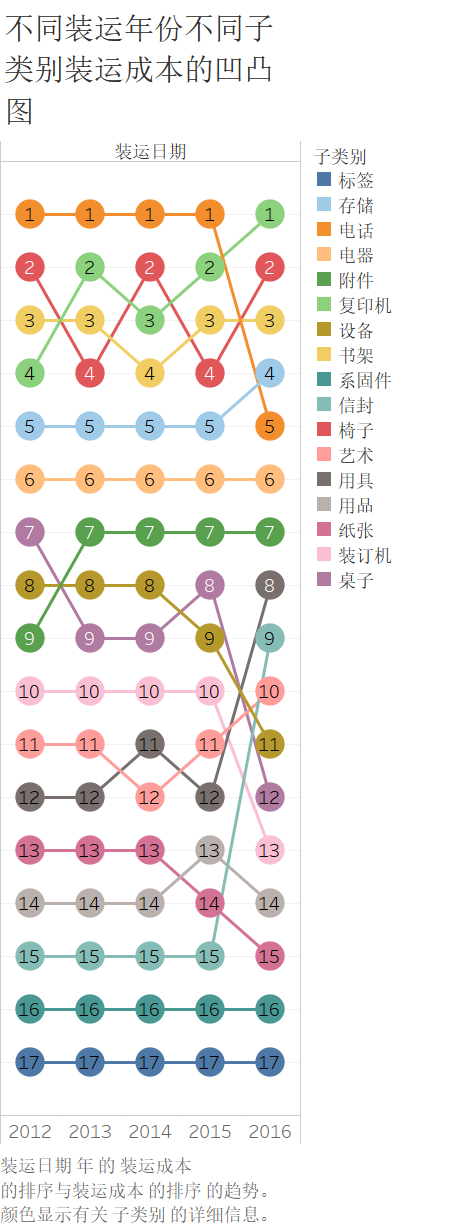 不同装运年份不同子
类别装运成本的凹凸
图
装运日期
1 1 1 1 1
2 2 2 2 2
3 3 3 3 3
4 4 4 4 4
5 5 5 5 5
6 6 6 6 6
7 7 7 7 7
8 8 8 8 8
9 9 9 9 9
10 10 10 10 10
11 11 11 11 11
12 12 12 12 12
13 13 13 13 13
14 14 14 14 14
15 15 15 15 15
16 16 16 16 16
17 17 17 17 17
2012 2013 2014 2015 2016
子类别
标签
存储
电话
电器
附件
复印机
设备
书架
系固件
信封
椅子
艺术
用具
用品
纸张
装订机
桌子
装运日期 年 的 装运成本
的排序与装运成本 的排序 的趋势。
颜色显示有关 子类别 的详细信息。